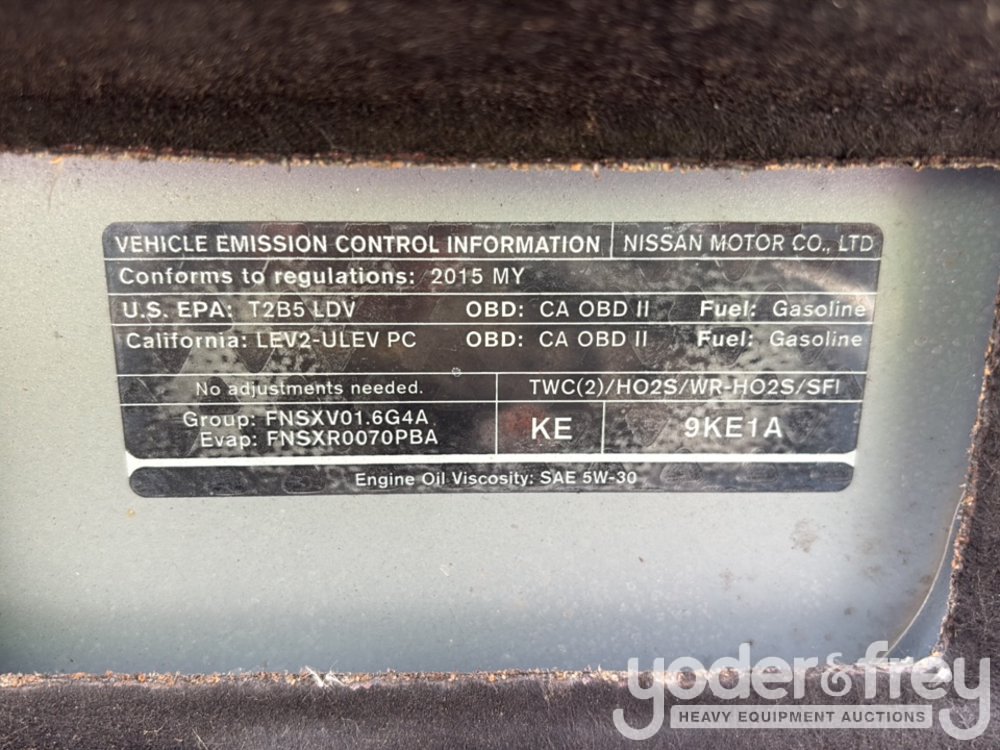 VEHICLE EMISSION CONTROL INFORMATION NISSAN MOTOR CO., LTD
Conforms to regulations: 2015 MY
U.S. EPA: T2B5 LDV OBD: CA OBD II Fuel: Gasoline
California: LEV2-ULEV PC OBD: CA OBD II Fuel: Gasoline
No adjustments needed. TWC(2)/HO2S/WR-HO2S/SFI
Group: FNSXV01.6G4A
Evap: FNSXR0070PBA
KE 9KE1A
Engine Oil Viscosity: SAE 5W-30
yoder&frey
HEAVY EQUIPMENT AUCTIONS